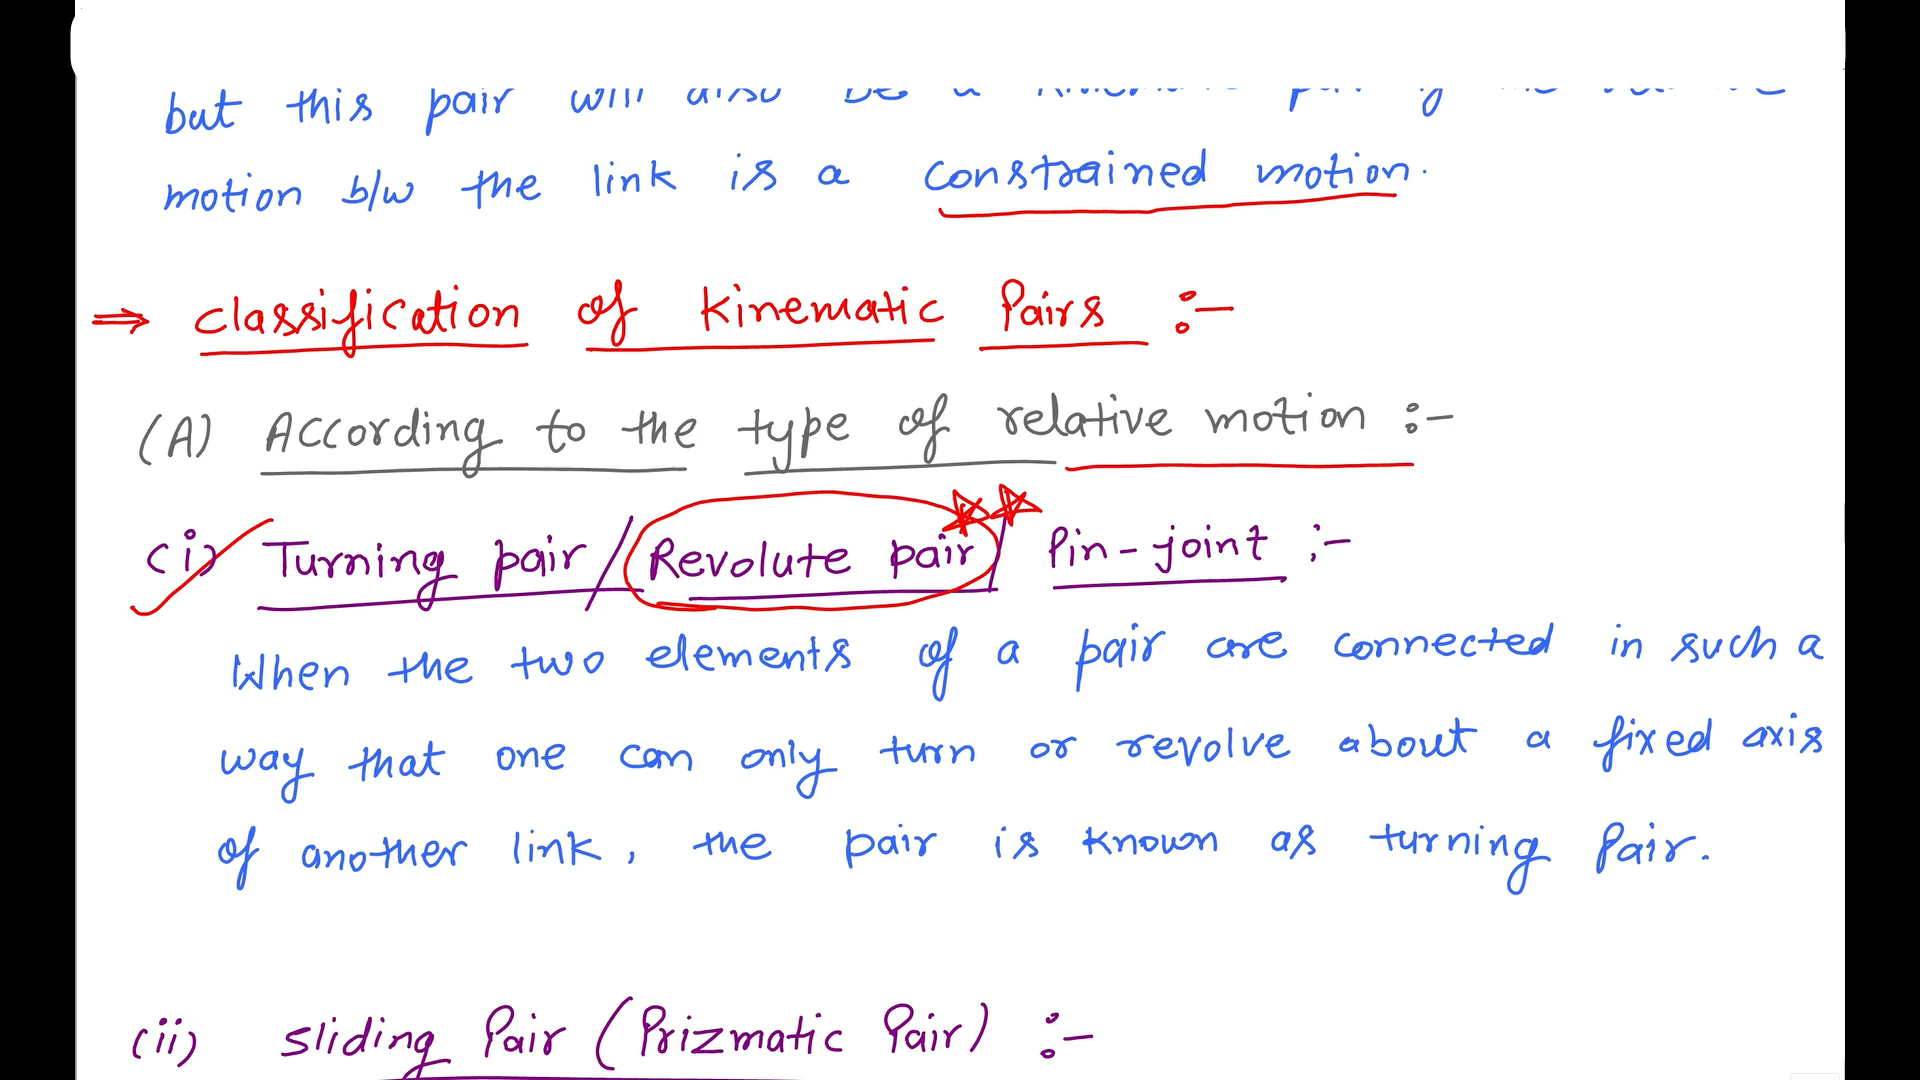 but this pair will also be a
motion b/w the link is a constrained motion.
⇒ Classification of Kinematic Pairs :-
(A) According to the type of relative motion :-
(i) Turning pair / Revolute pair / Pin-joint :-
When the two elements of a pair are connected in such a
way that one can only turn or revolve about a fixed axis
of another link, the pair is known as turning Pair.
(ii) Sliding Pair (Prizmatic Pair) :-